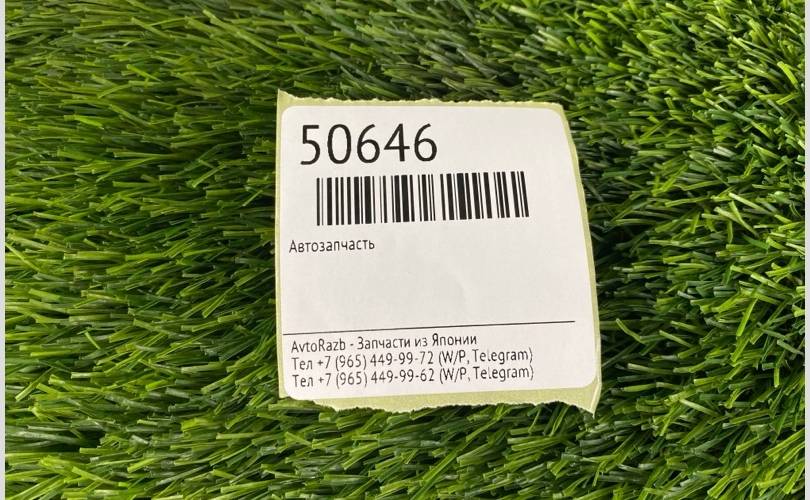 50646
Автозапчасть
AvtoRazb - Запчасти из Японии
Тел +7 (965) 449-99-72 (W/P, Telegram)
Тел +7 (965) 449-99-62 (W/P, Telegram)